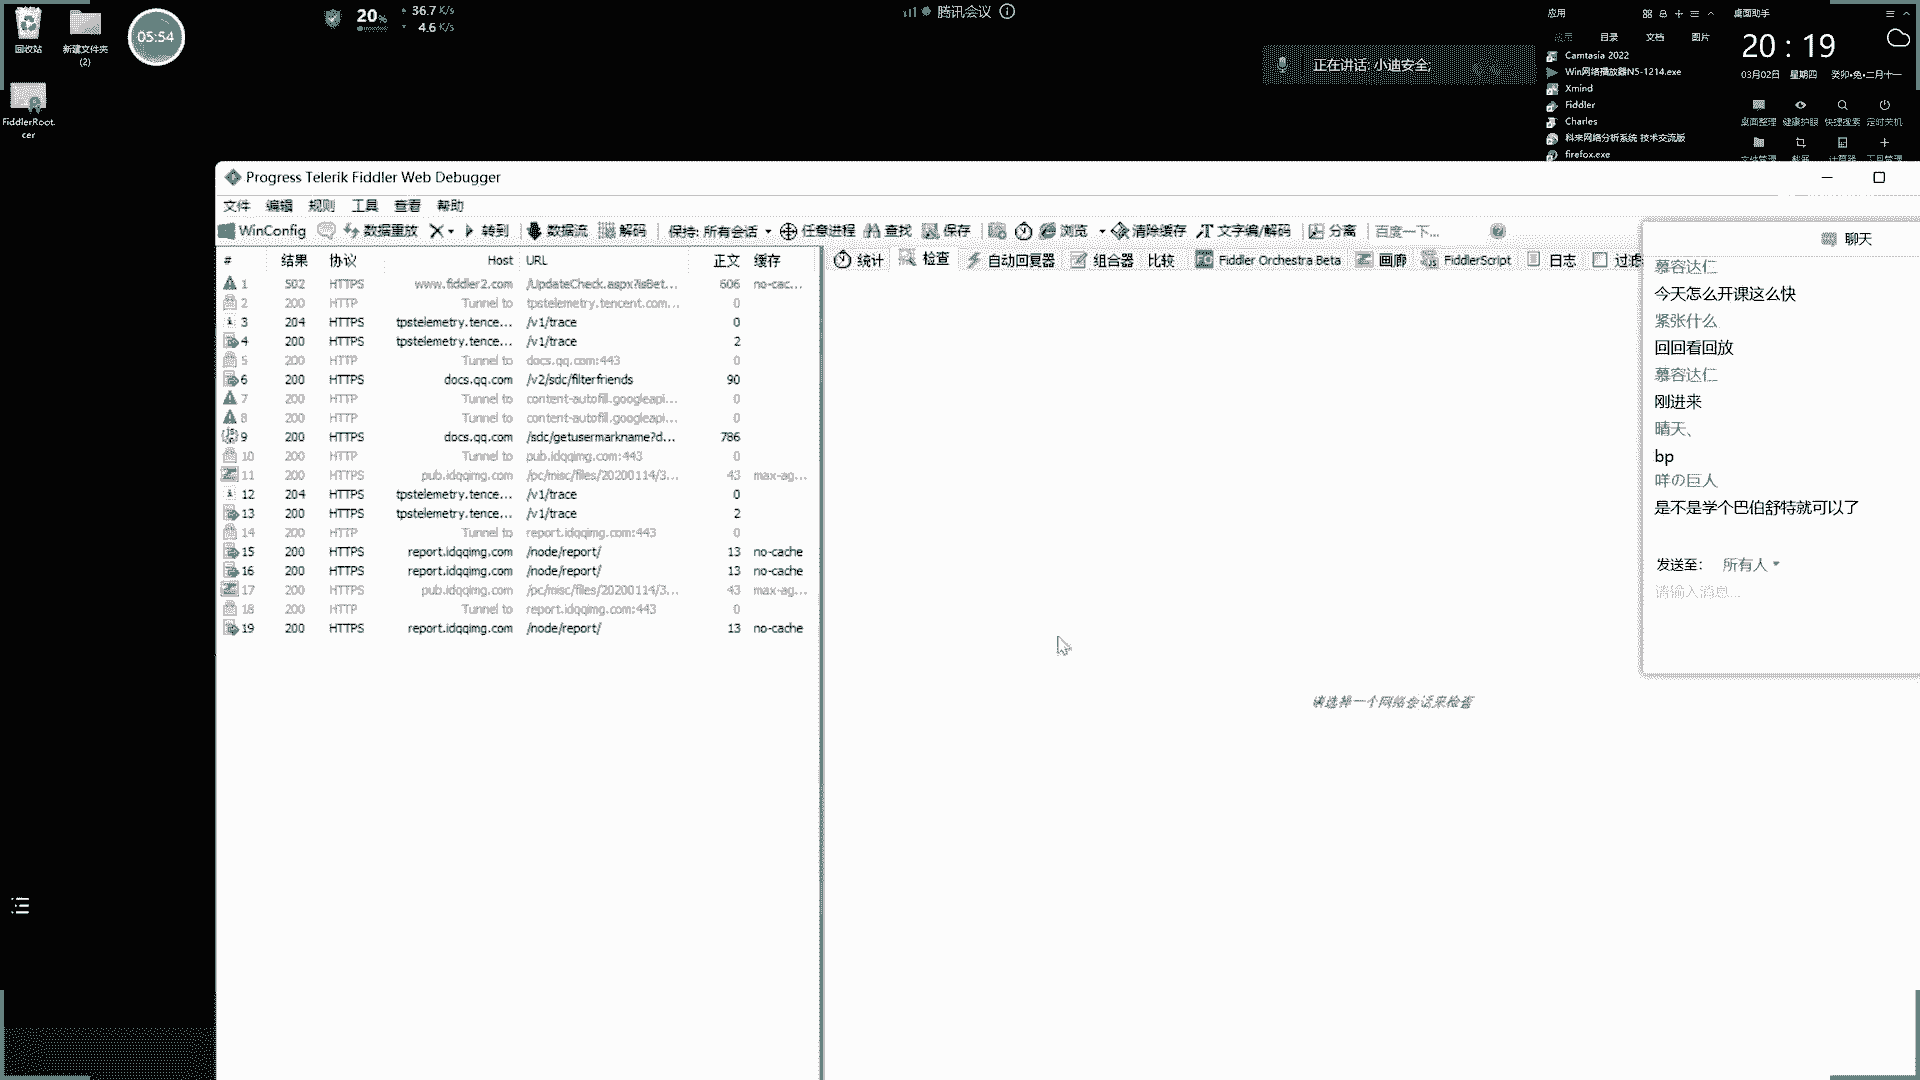 回收站
新建文件夹
(2)
05:54
20%
36.7 K/s
4.6 K/s
腾讯会议
正在讲话: 小迪安全;
FiddlerRoot.
cer
应用
目录 文档 图片
Camtasia 2022
Win网络播放器N5-1214.exe
Xmind
Fiddler
Charles
科来网络分析系统 技术交流版
firefox.exe
桌面助手
20 : 19
03月02日 星期四 癸卯•兔•二月十一
桌面整理 健康护眼 快捷搜索 定时关机
Progress Telerik Fiddler Web Debugger
文件 编辑 规则 工具 查看 帮助
WinConfig 数据重放 转到 数据流 解码 保持: 所有会话 任意进程 查找 保存 浏览 清除缓存 文字编/解码 分离 百度一下...
# 结果 协议 Host URL 正文 缓存
1 502 HTTPS www.fiddler2.com /UpdateCheck.aspx?isBet... 606 no-cac...
2 200 HTTP Tunnel to tpstelemetry.tencent.com... 0
3 204 HTTPS tpstelemetry.tence... /v1/trace 0
4 200 HTTPS tpstelemetry.tence... /v1/trace 2
5 200 HTTP Tunnel to docs.qq.com:443 0
6 200 HTTPS docs.qq.com /v2/sdc/filterfriends 90
7 200 HTTP Tunnel to content-autofill.googleapi... 0
8 200 HTTP Tunnel to content-autofill.googleapi... 0
9 200 HTTPS docs.qq.com /sdc/getusermarkname?d... 786
10 200 HTTP Tunnel to pub.idqqimg.com:443 0
11 200 HTTPS pub.idqqimg.com /pc/misc/files/20200114/3... 43 max-ag...
12 204 HTTPS tpstelemetry.tence... /v1/trace 0
13 200 HTTPS tpstelemetry.tence... /v1/trace 2
14 200 HTTP Tunnel to report.idqqimg.com:443 0
15 200 HTTPS report.idqqimg.com /node/report/ 13 no-cache
16 200 HTTPS report.idqqimg.com /node/report/ 13 no-cache
17 200 HTTPS pub.idqqimg.com /pc/misc/files/20200114/3... 43 max-ag...
18 200 HTTP Tunnel to report.idqqimg.com:443 0
19 200 HTTPS report.idqqimg.com /node/report/ 13 no-cache
统计 检查 自动回复器 组合器 比较 Fiddler Orchestra Beta 画廊 FiddlerScript 日志 过滤
请选择一个网络会话来检查
聊天
慕容达仁
今天怎么开课这么快
紧张什么
回回看回放
慕容达仁
刚进来
晴天、
bp
咩の巨人
是不是学个巴伯舒特就可以了
发送至: 所有人
请输入消息...